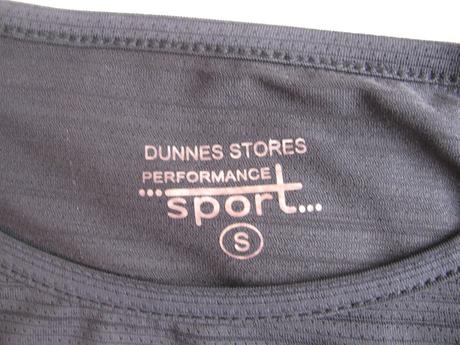 DUNNES STORES
PERFORMANCE
...sport...
S